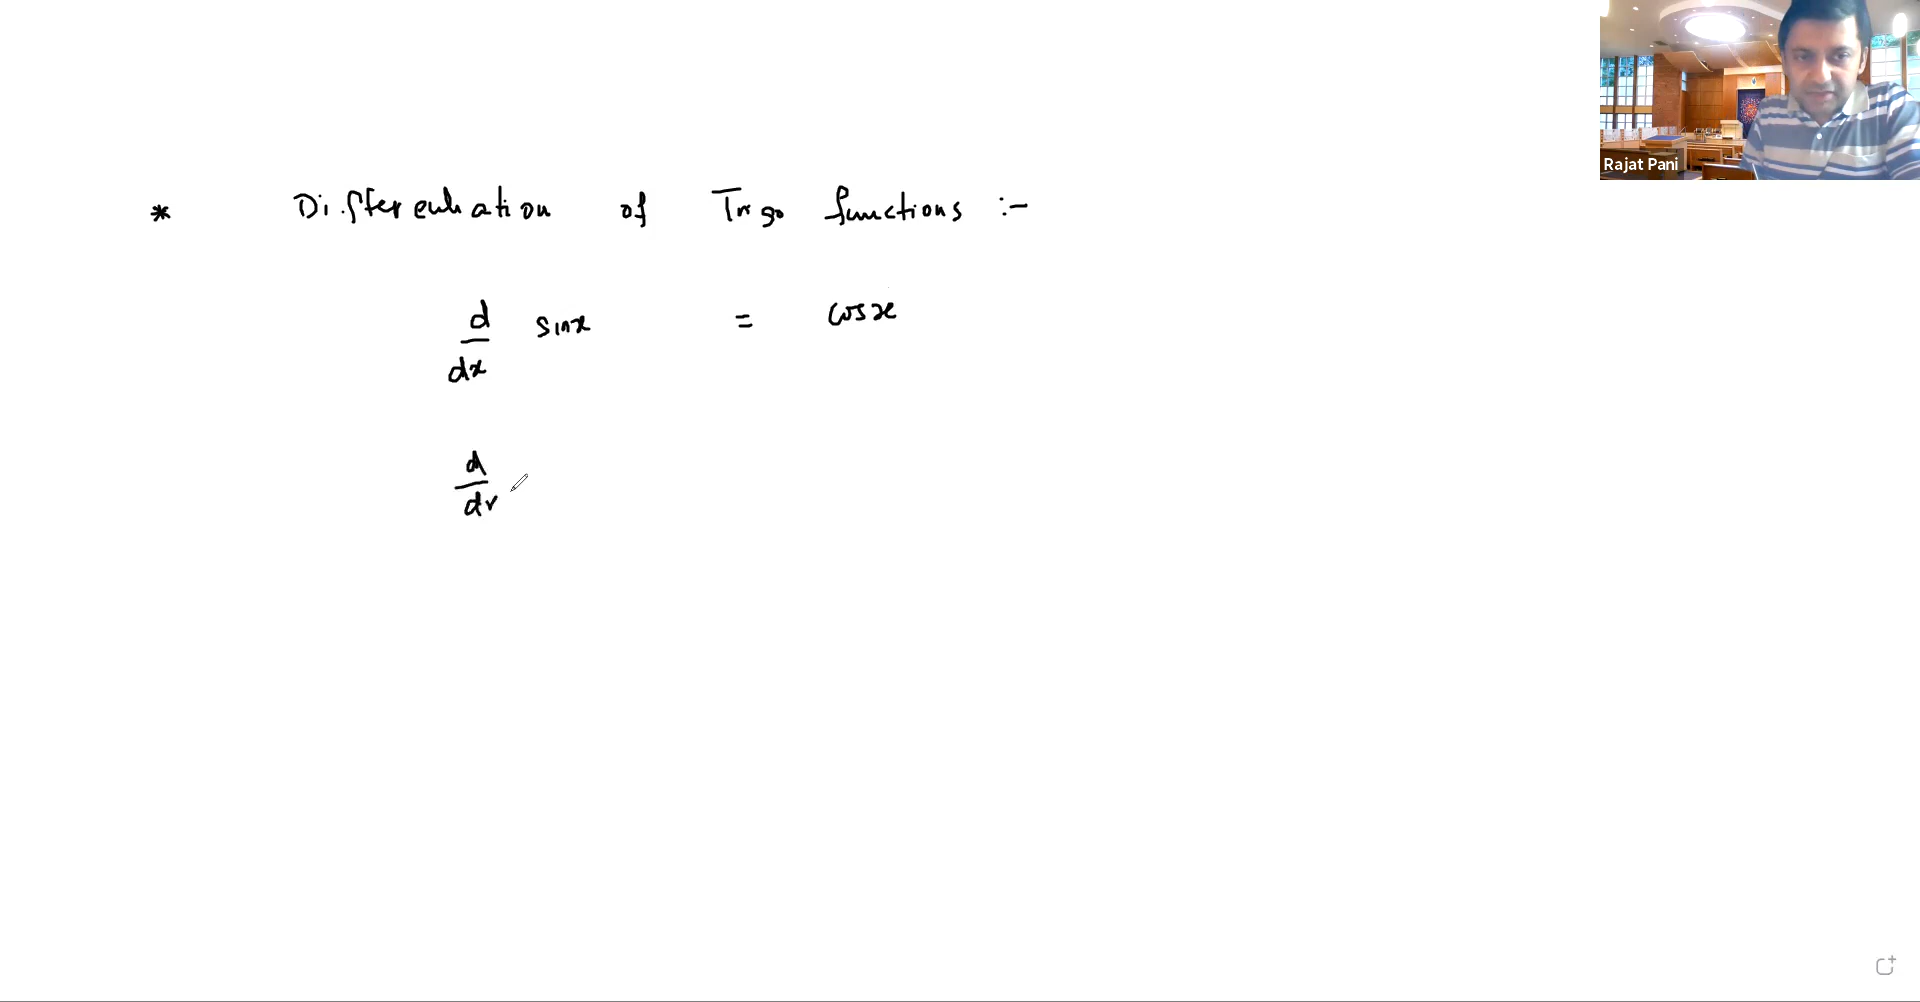 Rajat Pani
* Differentiation of Trigo functions :-
d/dx sinx = cosx
d/dx